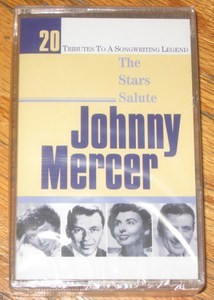 20 TRIBUTES TO A SONGWRITING LEGEND
The
Stars
Salute
Johnny
Mercer